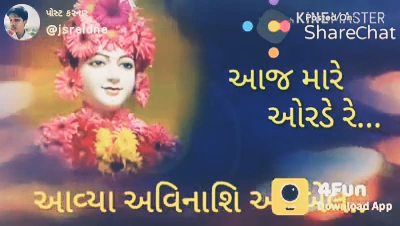 પોસ્ટ કરનાર
@jsreldne
KINEMASTER
ShareChat
આજ મારે
ઓરડે રે...
આવ્યા અવિનાશિ
4Fun
Download App